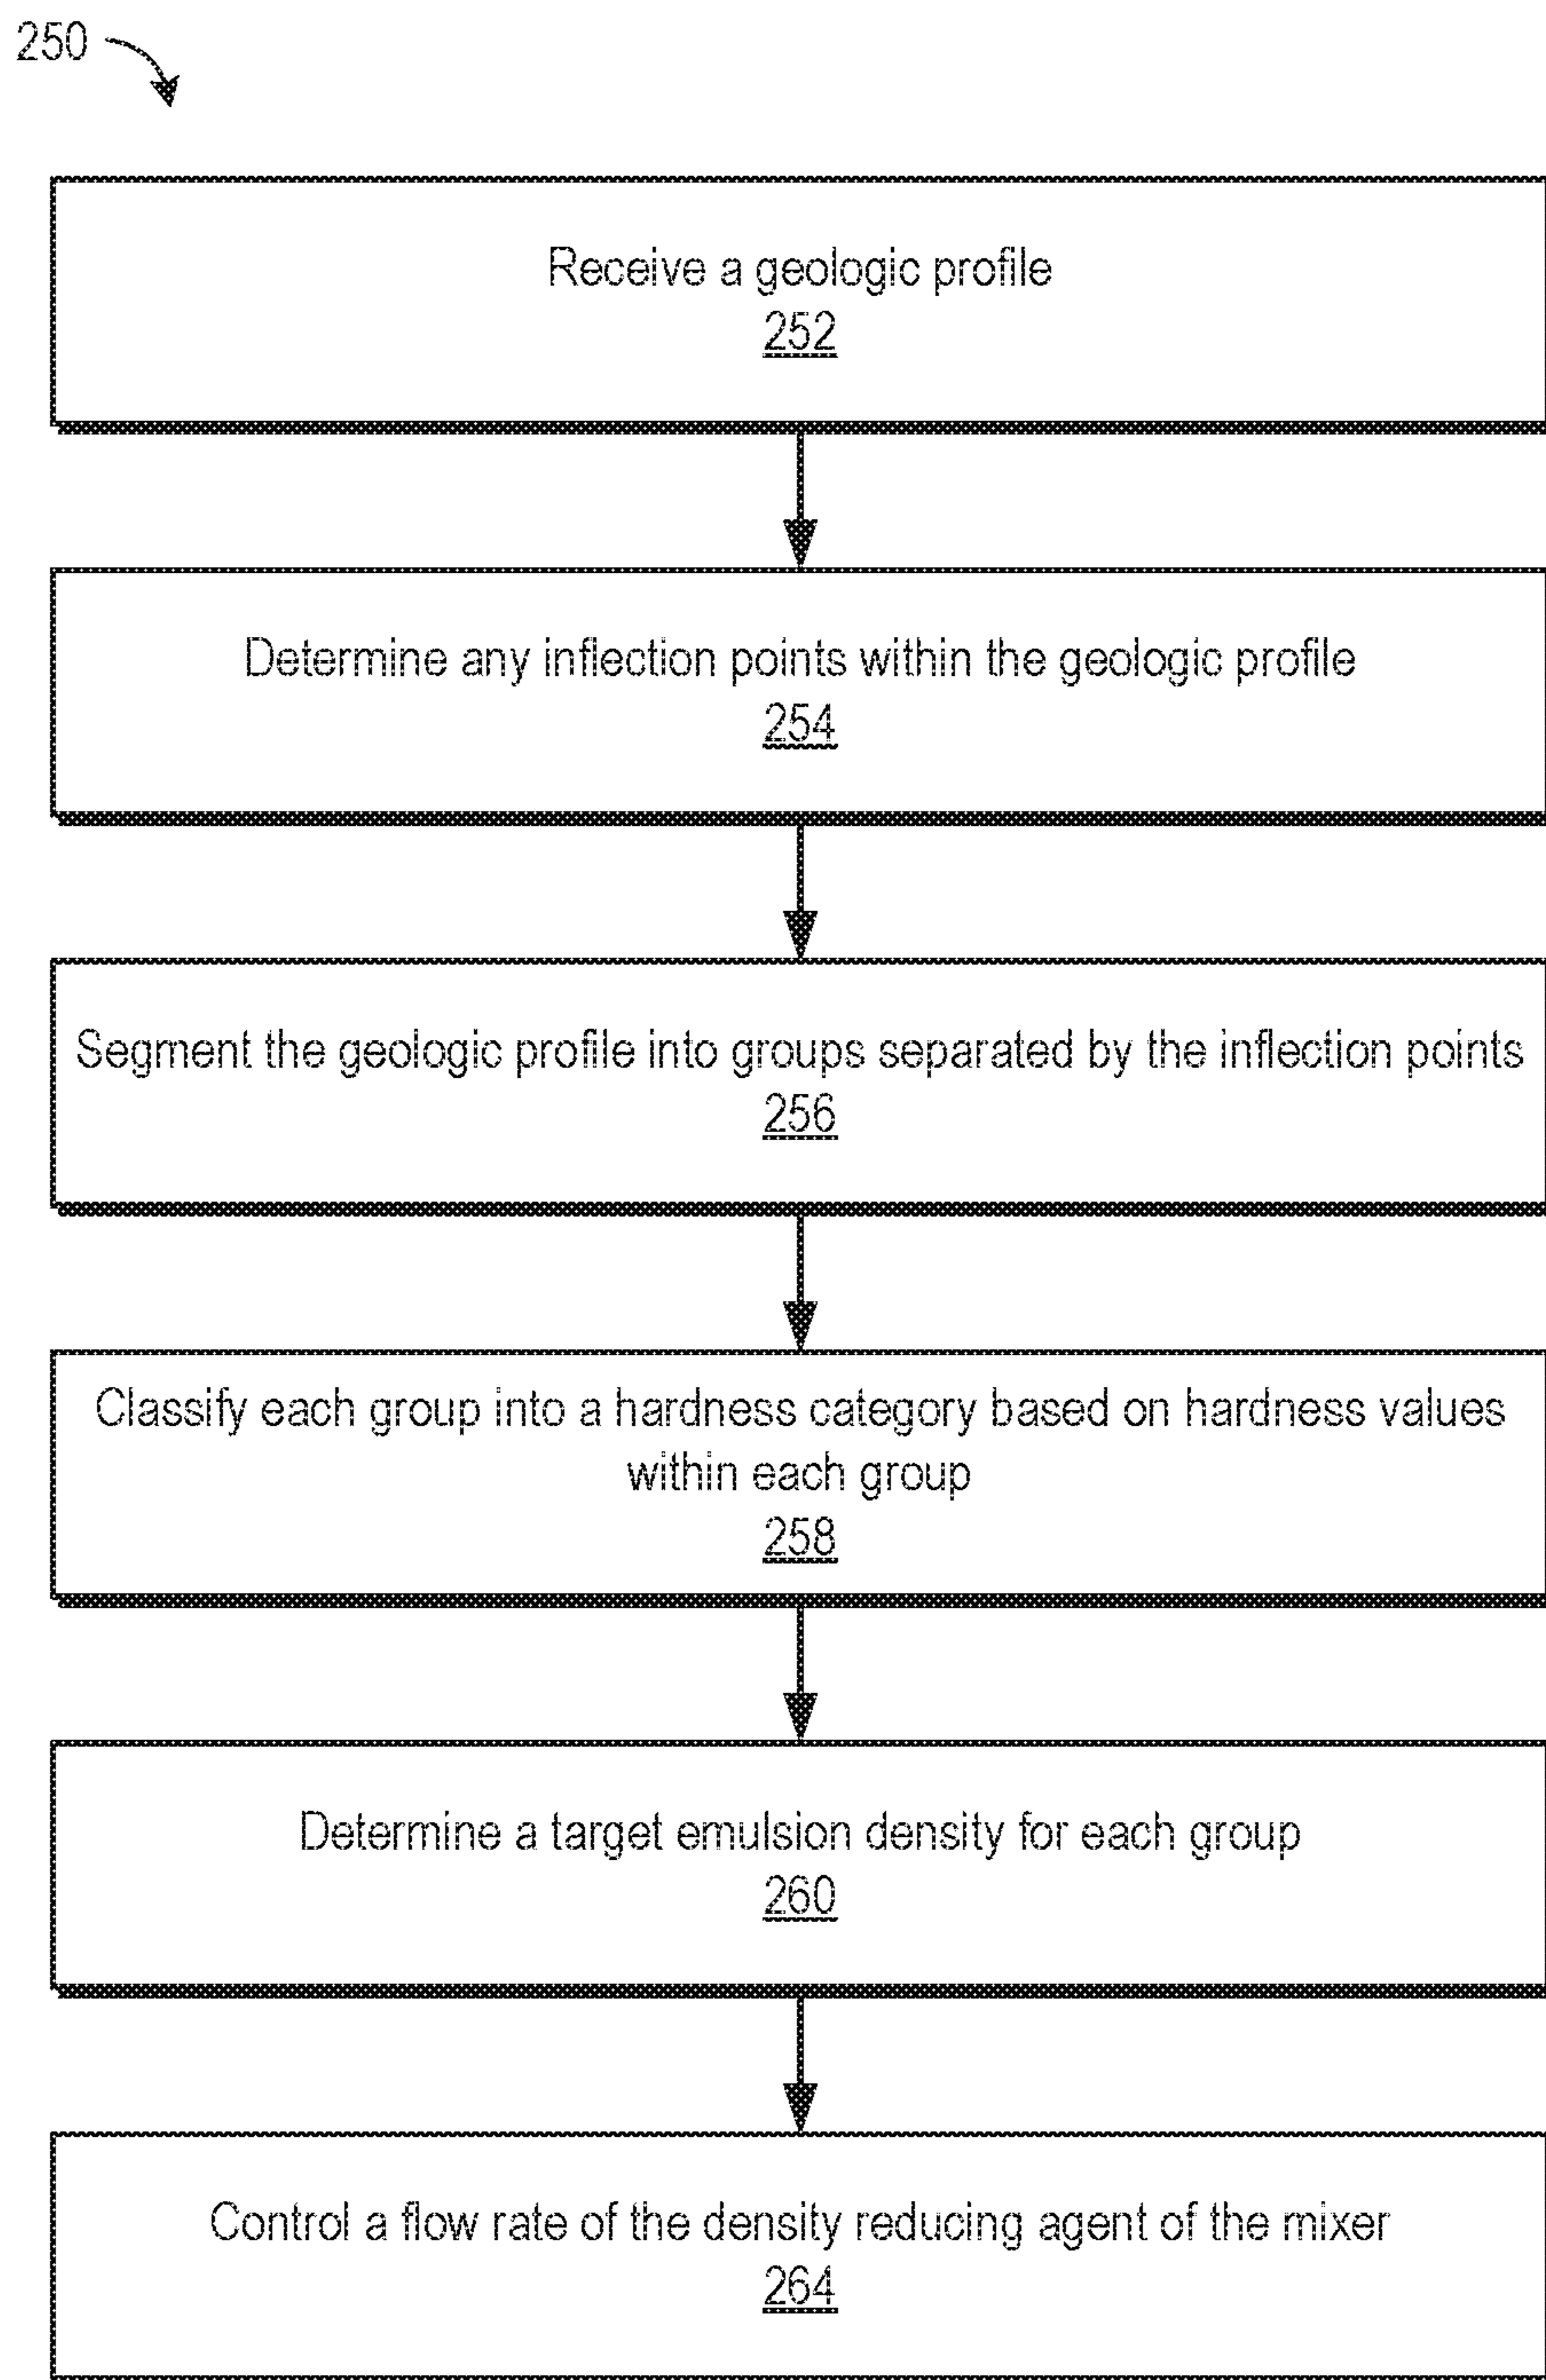 250
Receive a geologic profile
252
Determine any inflection points within the geologic profile
254
Segment the geologic profile into groups separated by the inflection points
256
Classify each group into a hardness category based on hardness values
within each group
258
Determine a target emulsion density for each group
260
Control a flow rate of the density reducing agent of the mixer
264